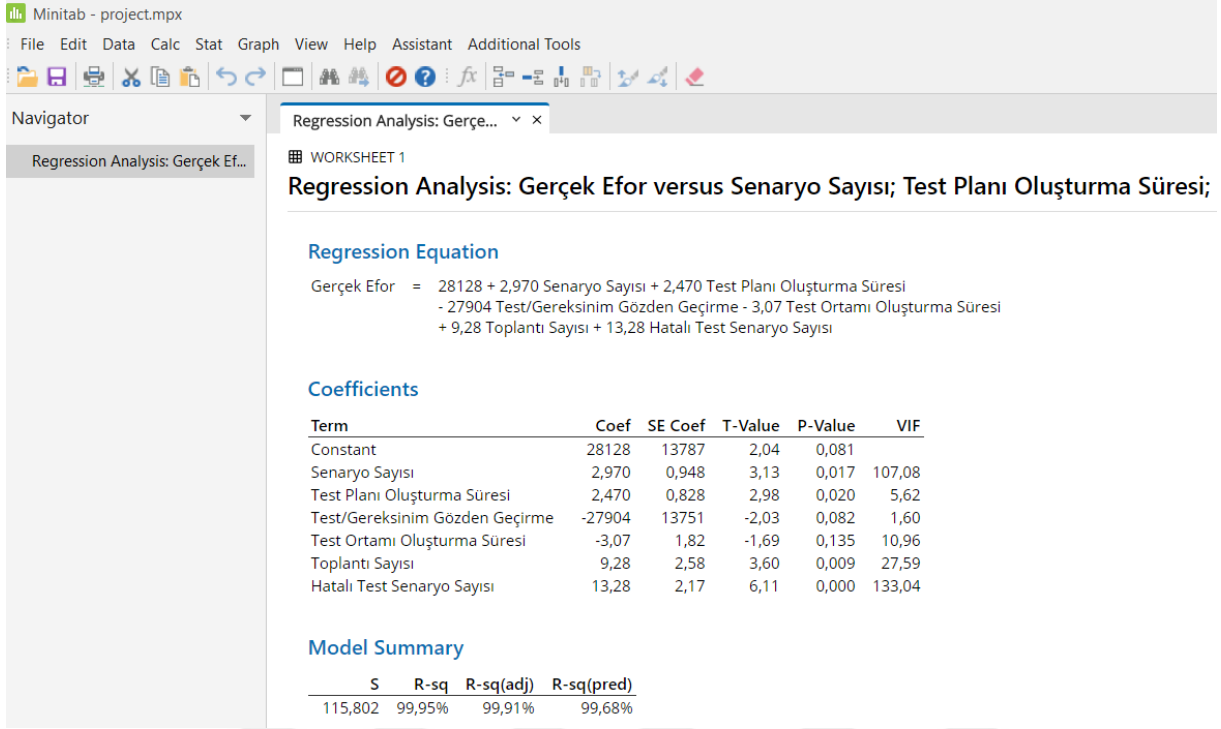 Minitab - project.mpx
File Edit Data Calc Stat Graph View Help Assistant Additional Tools
Navigator
Regression Analysis: Gerçek Ef...
Regression Analysis: Gerçe...
WORKSHEET 1
Regression Analysis: Gerçek Efor versus Senaryo Sayısı; Test Planı Oluşturma Süresi;
Regression Equation
Gerçek Efor = 28128 + 2,970 Senaryo Sayısı + 2,470 Test Planı Oluşturma Süresi
- 27904 Test/Gereksinim Gözden Geçirme - 3,07 Test Ortamı Oluşturma Süresi
+ 9,28 Toplantı Sayısı + 13,28 Hatalı Test Senaryo Sayısı
Coefficients
Term Coef SE Coef T-Value P-Value VIF
Constant 28128 13787 2,04 0,081
Senaryo Sayısı 2,970 0,948 3,13 0,017 107,08
Test Planı Oluşturma Süresi 2,470 0,828 2,98 0,020 5,62
Test/Gereksinim Gözden Geçirme -27904 13751 -2,03 0,082 1,60
Test Ortamı Oluşturma Süresi -3,07 1,82 -1,69 0,135 10,96
Toplantı Sayısı 9,28 2,58 3,60 0,009 27,59
Hatalı Test Senaryo Sayısı 13,28 2,17 6,11 0,000 133,04
Model Summary
S R-sq R-sq(adj) R-sq(pred)
115,802 99,95% 99,91% 99,68%